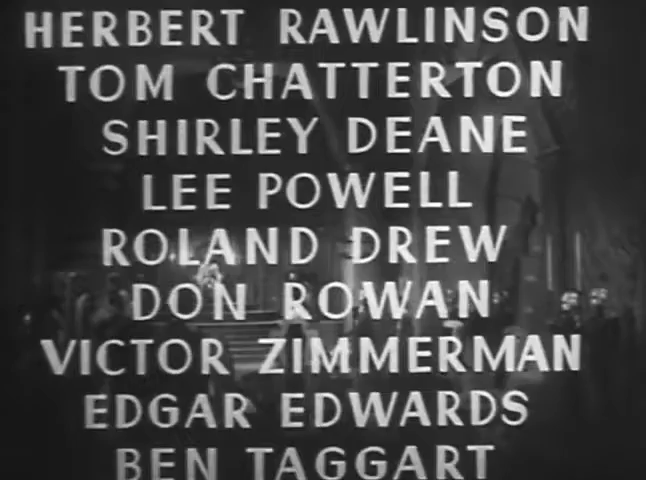 HERBERT RAWLINSON
TOM CHATTERTON
SHIRLEY DEANE
LEE POWELL
ROLAND DREW
DON ROWAN
VICTOR ZIMMERMAN
EDGAR EDWARDS
BEN TAGGART